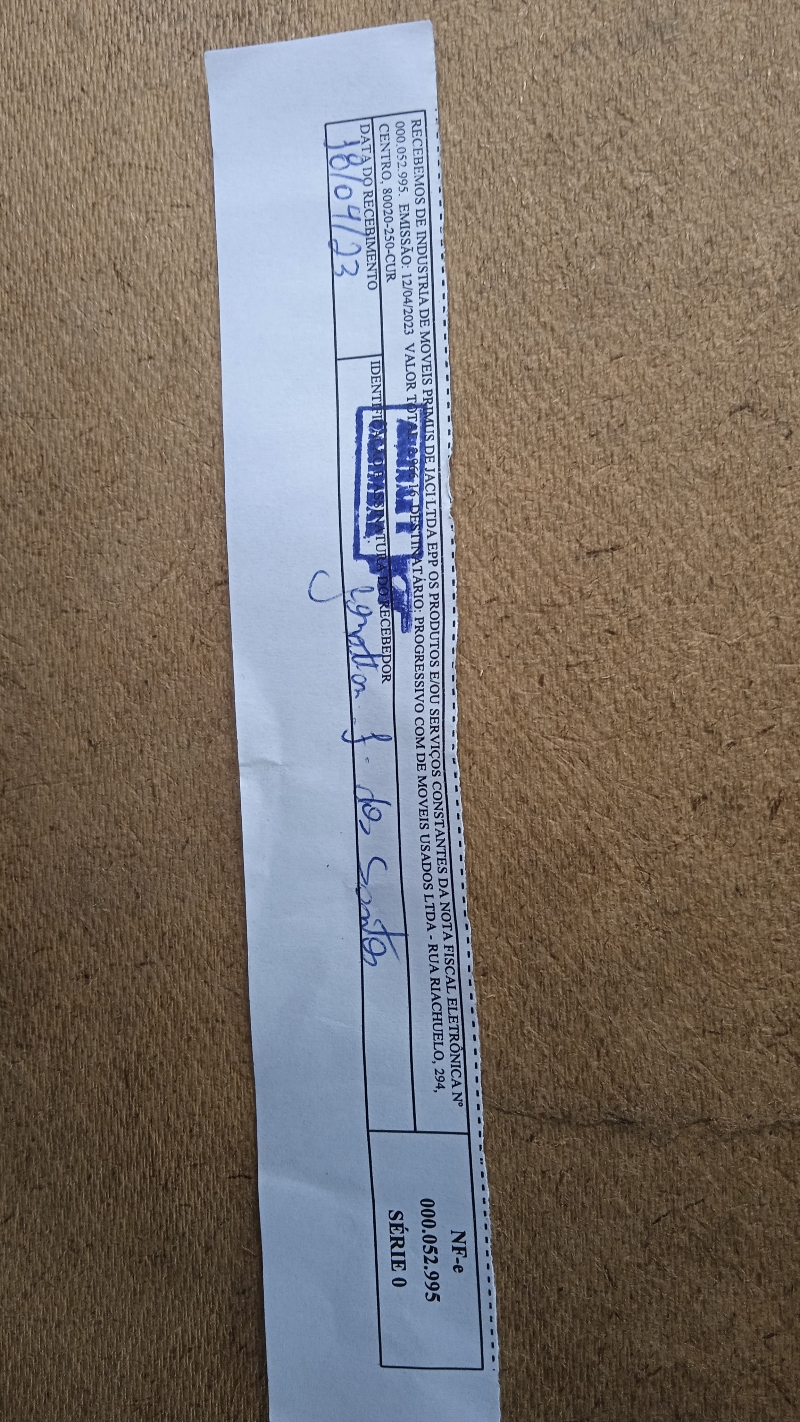 RECEBEMOS DE INDUSTRIA DE MOVEIS PRIMUS DE JACI LTDA EPP OS PRODUTOS E/OU SERVIÇOS CONSTANTES DA NOTA FISCAL ELETRÔNICA Nº
000.052.995. EMISSÃO: 12/04/2023 VALOR TOTAL: DESTINATÁRIO: PROGRESSIVO COM DE MOVEIS USADOS LTDA - RUA RIACHUELO, 294,
CENTRO, 80020-250-CUR
DATA DO RECEBIMENTO
18/04/23
IDENTIFICAÇÃO E ASSINATURA DO RECEBEDOR
dos Santos
NF-e
000.052.995
SÉRIE 0